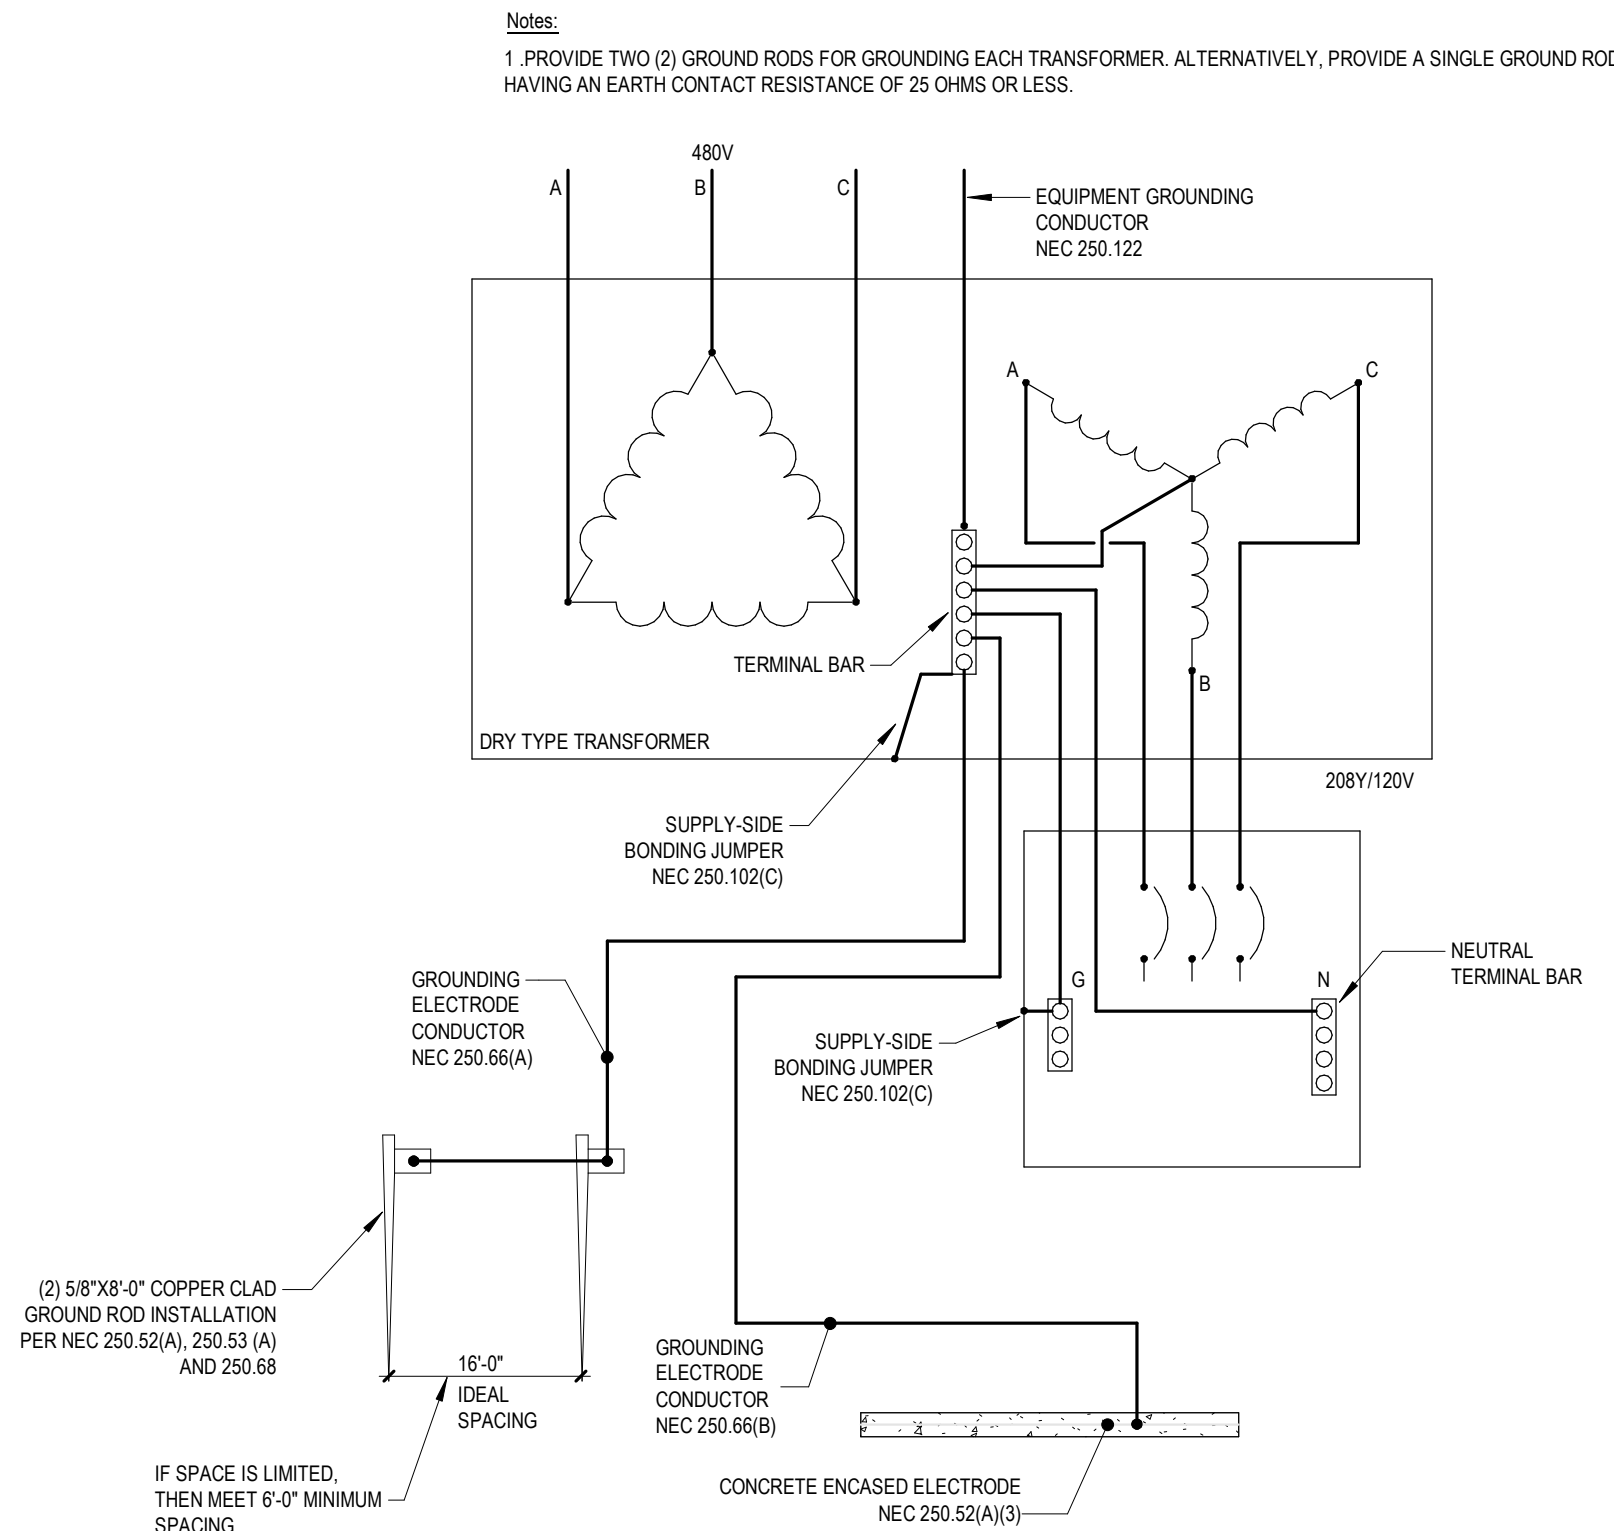 Notes:
1 .PROVIDE TWO (2) GROUND RODS FOR GROUNDING EACH TRANSFORMER. ALTERNATIVELY, PROVIDE A SINGLE GROUND ROD
HAVING AN EARTH CONTACT RESISTANCE OF 25 OHMS OR LESS.
480V
A
B
C
EQUIPMENT GROUNDING
CONDUCTOR
NEC 250.122
A
C
B
TERMINAL BAR
DRY TYPE TRANSFORMER
208Y/120V
SUPPLY-SIDE
BONDING JUMPER
NEC 250.102(C)
GROUNDING
ELECTRODE
CONDUCTOR
NEC 250.66(A)
G
N
NEUTRAL
TERMINAL BAR
SUPPLY-SIDE
BONDING JUMPER
NEC 250.102(C)
(2) 5/8"X8'-0" COPPER CLAD
GROUND ROD INSTALLATION
PER NEC 250.52(A), 250.53 (A)
AND 250.68
16'-0"
IDEAL
SPACING
GROUNDING
ELECTRODE
CONDUCTOR
NEC 250.66(B)
IF SPACE IS LIMITED,
THEN MEET 6'-0" MINIMUM
SPACING
CONCRETE ENCASED ELECTRODE
NEC 250.52(A)(3)